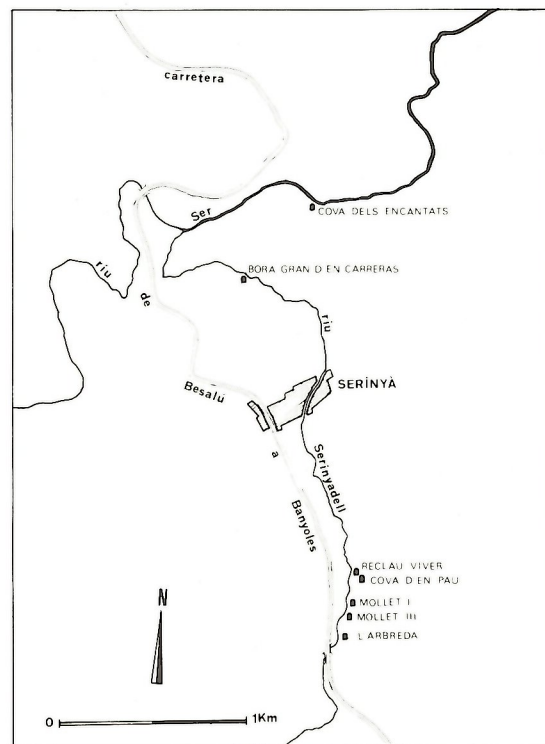 carretera
Ser
COVA DELS ENCANTATS
riu
BORA GRAN D EN CARRERAS
de
riu
Besalú
SERINYÀ
a
Serinyadell
Banyoles
RECLAU VIVER
COVA D EN PAU
MOLLET I
MOLLET III
L ARBREDA
N
0 1Km